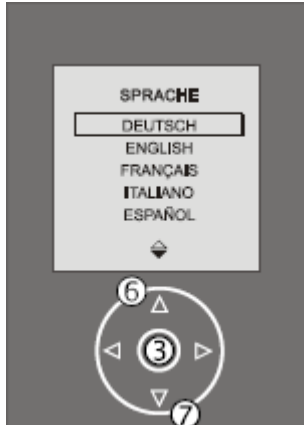 SPRACHE
DEUTSCH
ENGLISH
FRANÇAIS
ITALIANO
ESPAÑOL
6
3
7